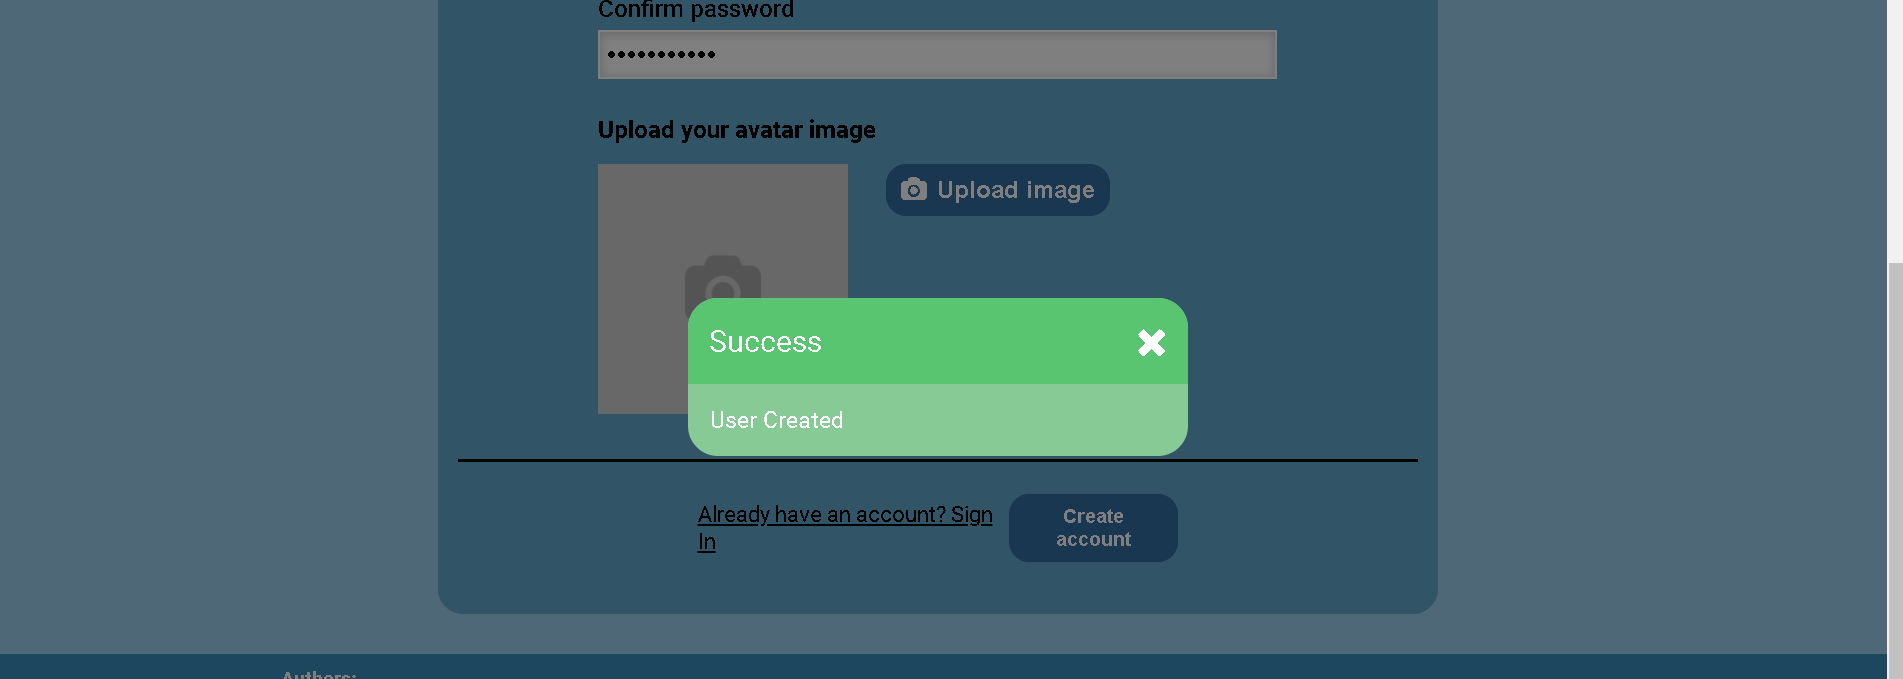 Confirm password
•••••••••••
Upload your avatar image
Upload image
Success
User Created
Already have an account? Sign
In
Create
account
Authors: